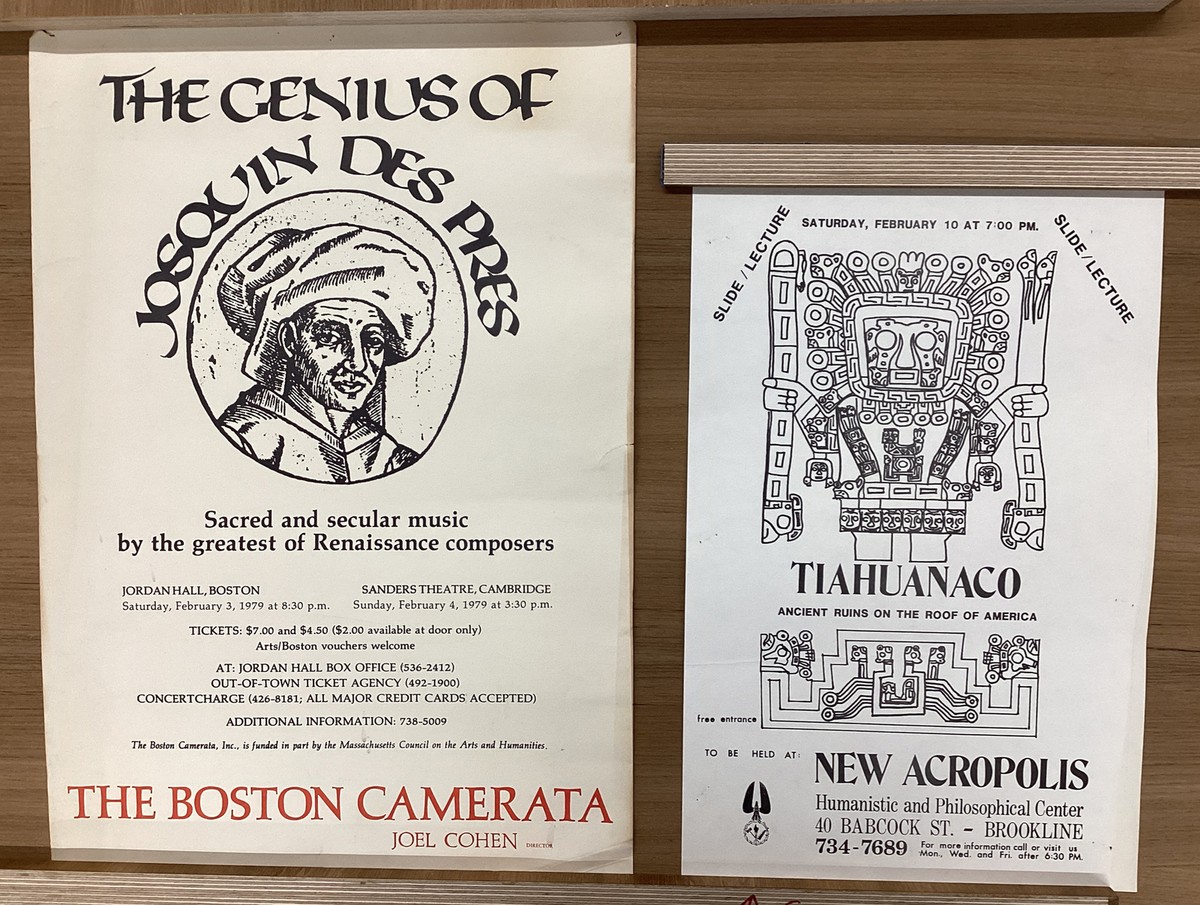 THE GENIUS OF
JOSQUIN DES PRES
Sacred and secular music
by the greatest of Renaissance composers
JORDAN HALL, BOSTON
Saturday, February 3, 1979 at 8:30 p.m.
SANDERS THEATRE, CAMBRIDGE
Sunday, February 4, 1979 at 3:30 p.m.
TICKETS: $7.00 and $4.50 ($2.00 available at door only)
Arts/Boston vouchers welcome
AT: JORDAN HALL BOX OFFICE (536-2412)
OUT-OF-TOWN TICKET AGENCY (492-1900)
CONCERTCHARGE (426-8181; ALL MAJOR CREDIT CARDS ACCEPTED)
ADDITIONAL INFORMATION: 738-5009
The Boston Camerata, Inc., is funded in part by the Massachusetts Council on the Arts and Humanities.
THE BOSTON CAMERATA
JOEL COHEN DIRECTOR
SLIDE / LECTURE
SATURDAY, FEBRUARY 10 AT 7:00 PM.
SLIDE / LECTURE
TIAHUANACO
ANCIENT RUINS ON THE ROOF OF AMERICA
free entrance
TO BE HELD AT:
NEW ACROPOLIS
Humanistic and Philosophical Center
40 BABCOCK ST. - BROOKLINE
734-7689
For more information call or visit us
Mon., Wed. and Fri. after 6:30 PM.